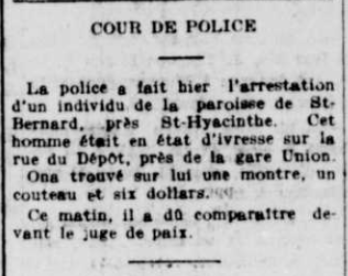 COUR DE POLICE
La police a fait hier l'arrestation
d'un individu de la paroisse de St-
Bernard, près St-Hyacinthe. Cet
homme était en état d'ivresse sur la
rue du Dépôt, près de la gare Union.
Ona trouvé sur lui une montre, un
couteau et six dollars.
Ce matin, il a dû comparaître de-
vant le juge de paix.